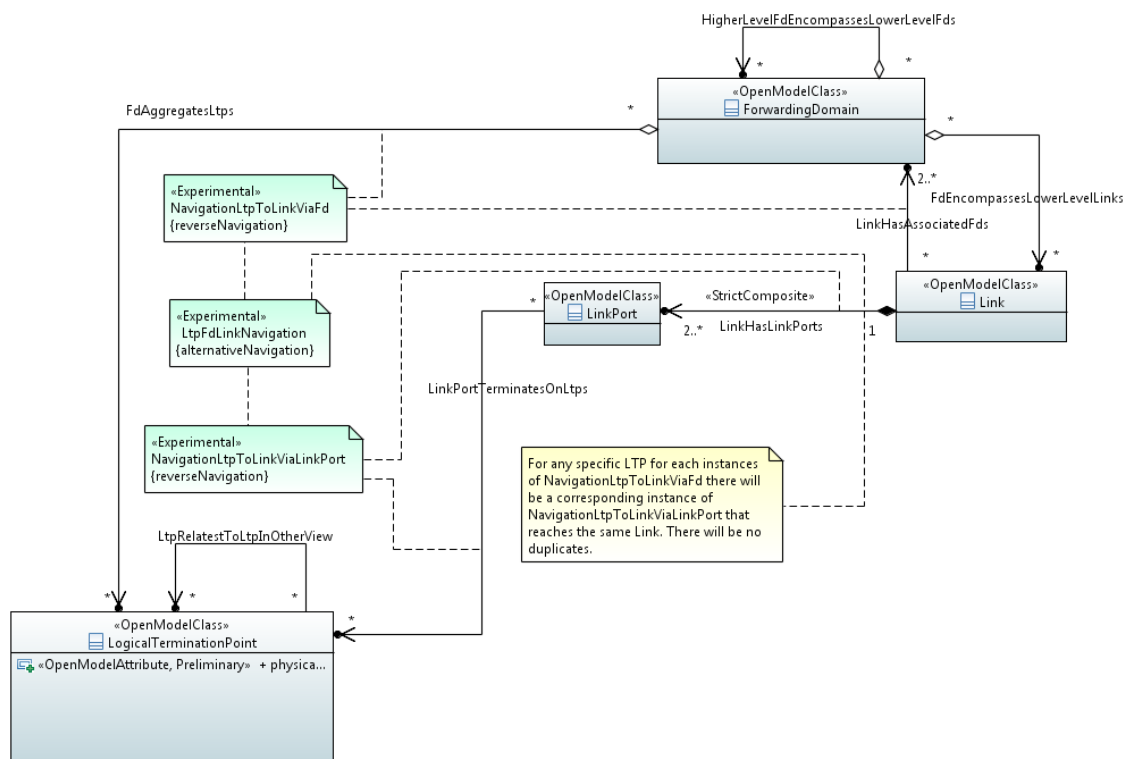 HigherLevelFdEncompassesLowerLevelFds
*
*
«OpenModelClass»
ForwardingDomain
FdAggregatesLtps
*
*
2..*
FdEncompassesLowerLevelLinks
LinkHasAssociatedFds
*
*
«Experimental»
NavigationLtpToLinkViaFd
{reverseNavigation}
«Experimental»
LtpFdLinkNavigation
{alternativeNavigation}
*
«OpenModelClass»
LinkPort
«StrictComposite»
2..*
LinkHasLinkPorts
1
«OpenModelClass»
Link
LinkPortTerminatesOnLtps
«Experimental»
NavigationLtpToLinkViaLinkPort
{reverseNavigation}
For any specific LTP for each instances
of NavigationLtpToLinkViaFd there will
be a corresponding instance of
NavigationLtpToLinkViaLinkPort that
reaches the same Link. There will be no
duplicates.
LtpRelatestToLtpInOtherView
*
*
*
*
«OpenModelClass»
LogicalTerminationPoint
«OpenModelAttribute, Preliminary» + physica...